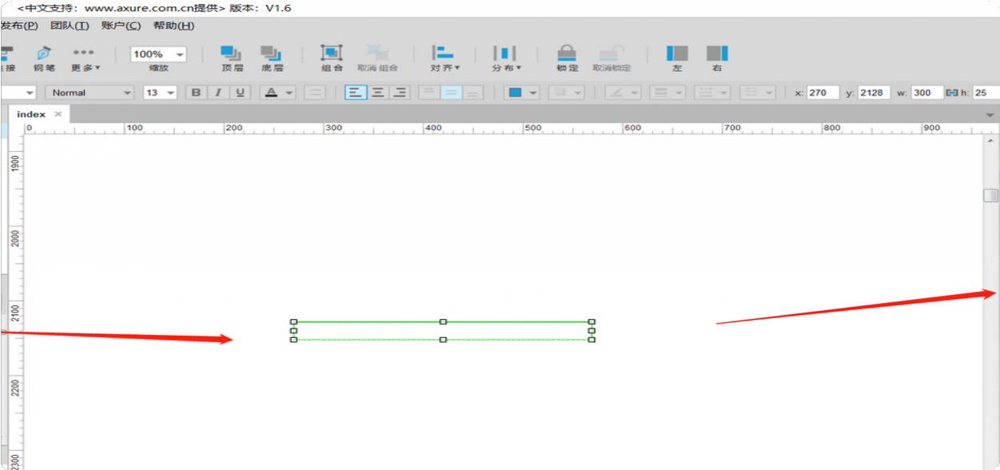 <中文支持：www.axure.com.cn提供> 版本：V1.6
发布(P) 团队(T) 账户(C) 帮助(H)
100%
接 钢笔 更多 缩放 顶层 底层 组合 取消组合 对齐 分布 锁定 取消锁定 左 右
Normal 13 B I U A x: 270 y: 2128 w: 300 h: 25
index
0 100 200 300 400 500 600 700 800 900
1900
2000
2100
2200
2300